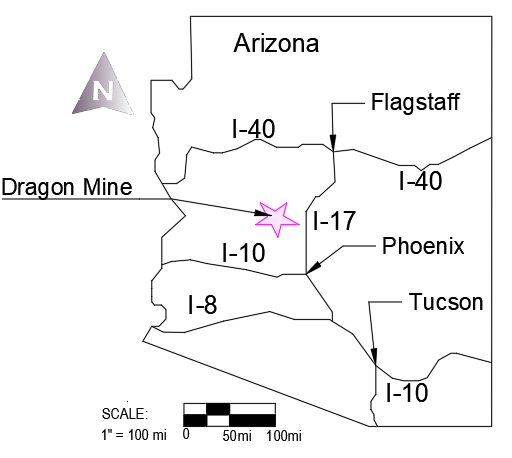 Arizona
N
Flagstaff
I-40
I-40
Dragon Mine
I-17
I-10
Phoenix
I-8
Tucson
I-10
SCALE:
1" = 100 mi
0 50mi 100mi